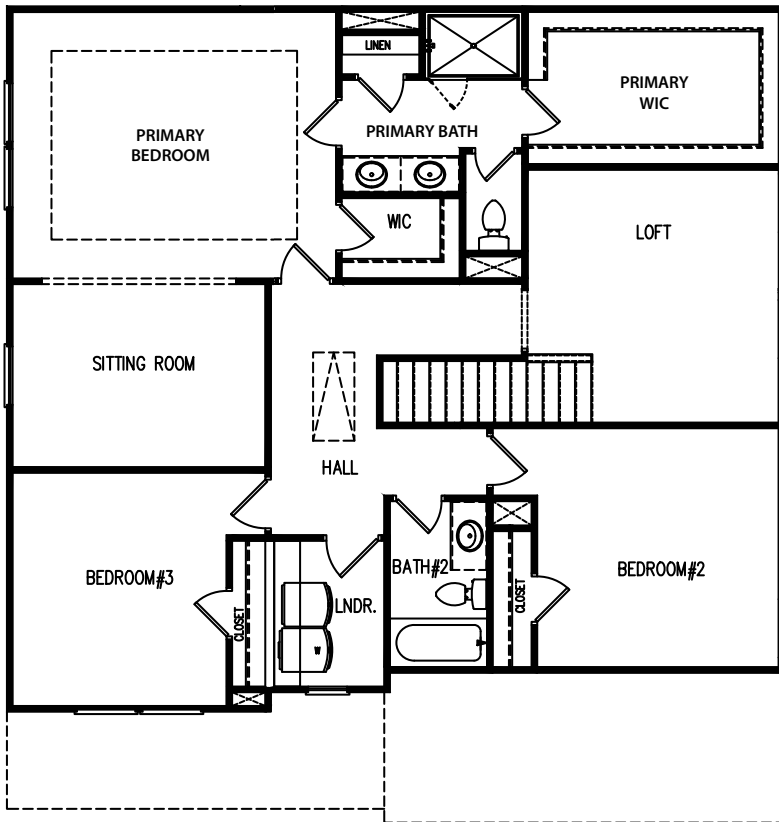 LINEN
PRIMARY
WIC
PRIMARY
BEDROOM
PRIMARY BATH
WIC
LOFT
SITTING ROOM
HALL
BEDROOM#3
CLOSET
LNDR.
W
BATH#2
CLOSET
BEDROOM#2